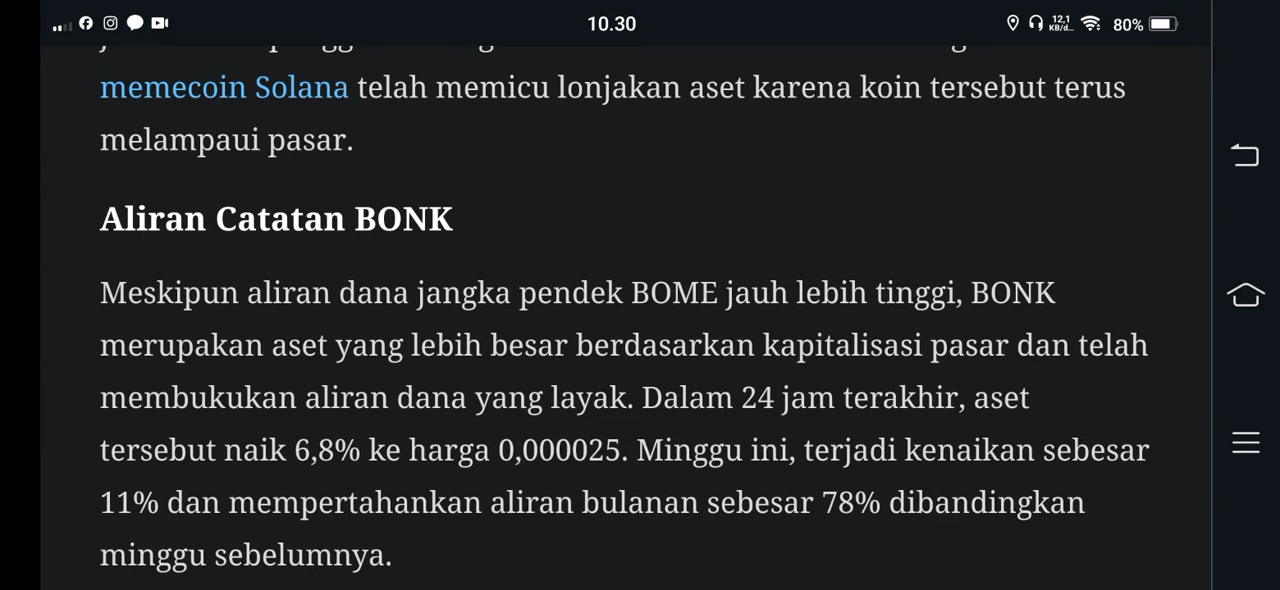 10.30
12,1
KB/d...
80%
memecoin Solana telah memicu lonjakan aset karena koin tersebut terus
melampaui pasar.
Aliran Catatan BONK
Meskipun aliran dana jangka pendek BOME jauh lebih tinggi, BONK
merupakan aset yang lebih besar berdasarkan kapitalisasi pasar dan telah
membukukan aliran dana yang layak. Dalam 24 jam terakhir, aset
tersebut naik 6,8% ke harga 0,000025. Minggu ini, terjadi kenaikan sebesar
11% dan mempertahankan aliran bulanan sebesar 78% dibandingkan
minggu sebelumnya.